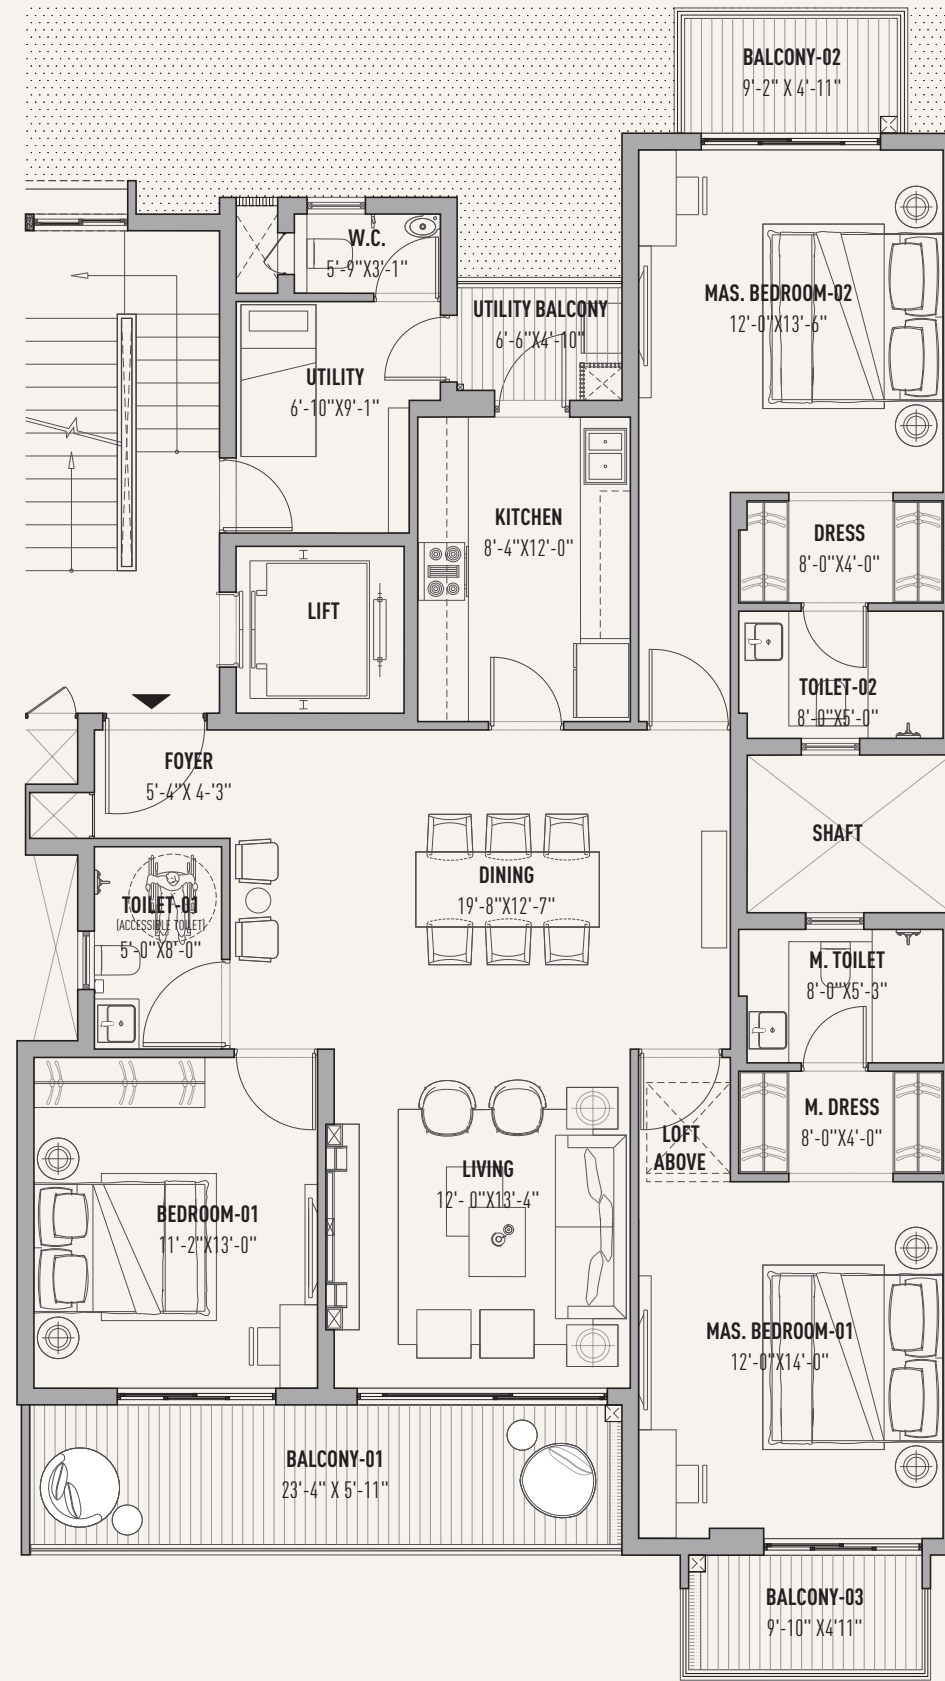 BALCONY-02
9'-2" X 4'-11"
W.C.
5'-9"X3'-1"
MAS. BEDROOM-02
12'-0"X13'-6"
UTILITY BALCONY
6'-6"X4'-10"
UTILITY
6'-10"X9'-1"
KITCHEN
8'-4"X12'-0"
DRESS
8'-0"X4'-0"
LIFT
TOILET-02
8'-0"X5'-0"
FOYER
5'-4"X 4-'3"
SHAFT
DINING
19'-8"X12'-7"
TOILET-01
(ACCESSIBLE TOILET)
5'-0"X8'-0"
M. TOILET
8'-0"X5'-3"
M. DRESS
8'-0"X4'-0"
LOFT
ABOVE
LIVING
12'- 0"X13'-4"
BEDROOM-01
11'-2"X13'-0"
MAS. BEDROOM-01
12'-0"X14'-0"
BALCONY-01
23'-4" X 5'-11"
BALCONY-03
9'-10" X4'11"